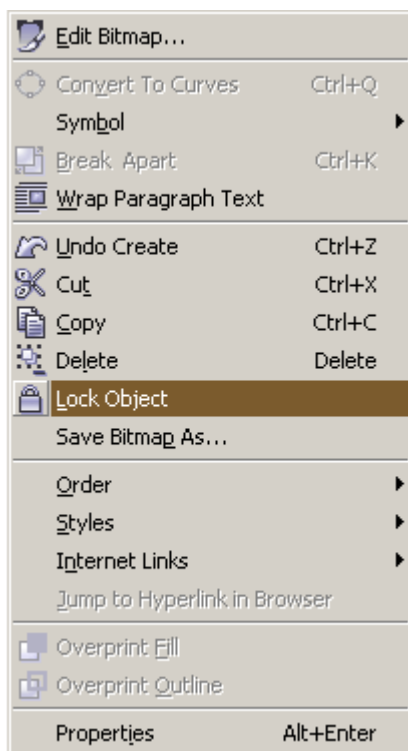 Edit Bitmap...
Convert To Curves Ctrl+Q
Symbol
Break Apart Ctrl+K
Wrap Paragraph Text
Undo Create Ctrl+Z
Cut Ctrl+X
Copy Ctrl+C
Delete Delete
Lock Object
Save Bitmap As...
Order
Styles
Internet Links
Jump to Hyperlink in Browser
Overprint Fill
Overprint Outline
Properties Alt+Enter